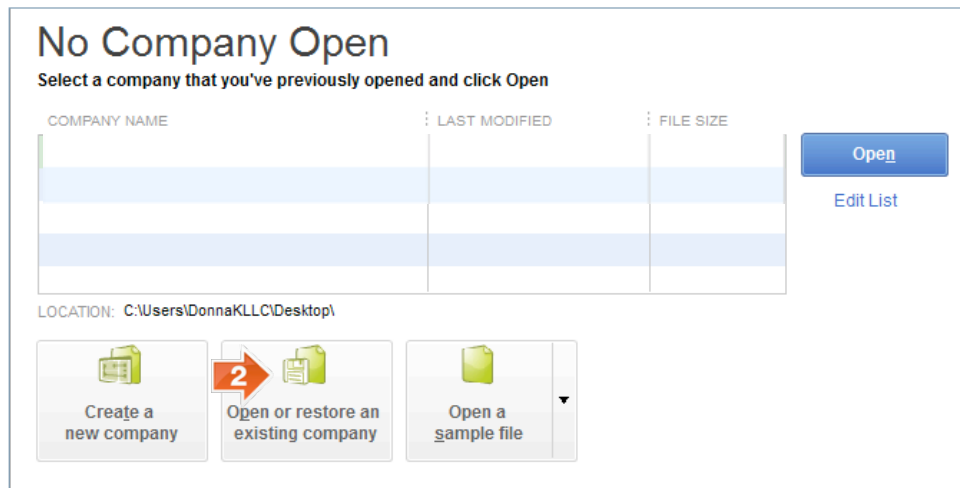 No Company Open
Select a company that you've previously opened and click Open
COMPANY NAME LAST MODIFIED FILE SIZE
Open
Edit List
LOCATION: C:\Users\DonnaKLLC\Desktop\
2
Create a
new company
Open or restore an
existing company
Open a
sample file